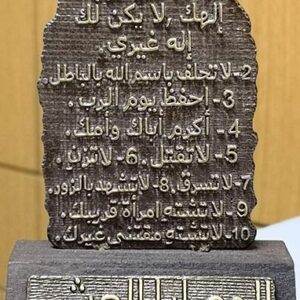 إلهك, لا يكن لك
إله غيري.
2- لا تحلف باسم الله بالباطل.
3- احفظ يوم الرب.
4- أكرم أباك وأمك.
5- لا تقتل. 6- لا تزن.
7- لا تسرق. 8- لا تشهد بالزور.
9- لا تشته امرأة قريبك.
10- لا تشته مقتنى غيرك.